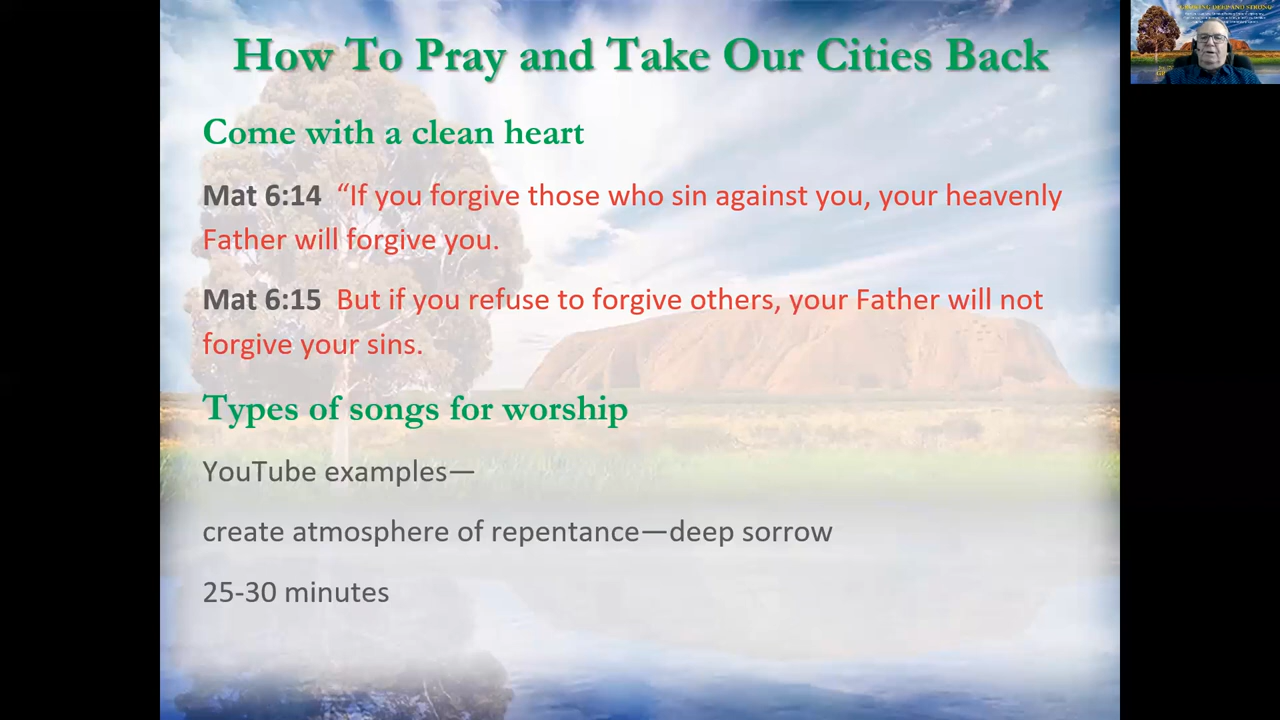 How To Pray and Take Our Cities Back
Come with a clean heart
Mat 6:14 “If you forgive those who sin against you, your heavenly
Father will forgive you.
Mat 6:15 But if you refuse to forgive others, your Father will not
forgive your sins.
Types of songs for worship
YouTube examples—
create atmosphere of repentance—deep sorrow
25-30 minutes